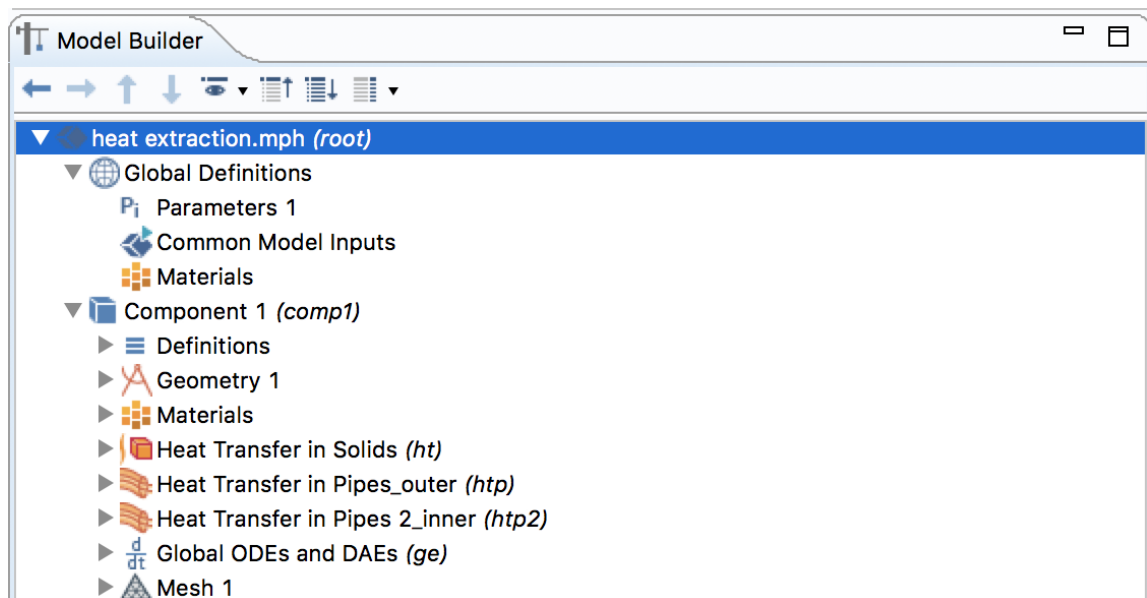 Model Builder
heat extraction.mph (root)
Global Definitions
Pi Parameters 1
Common Model Inputs
Materials
Component 1 (comp1)
Definitions
Geometry 1
Materials
Heat Transfer in Solids (ht)
Heat Transfer in Pipes_outer (htp)
Heat Transfer in Pipes 2_inner (htp2)
d/dt Global ODEs and DAEs (ge)
Mesh 1